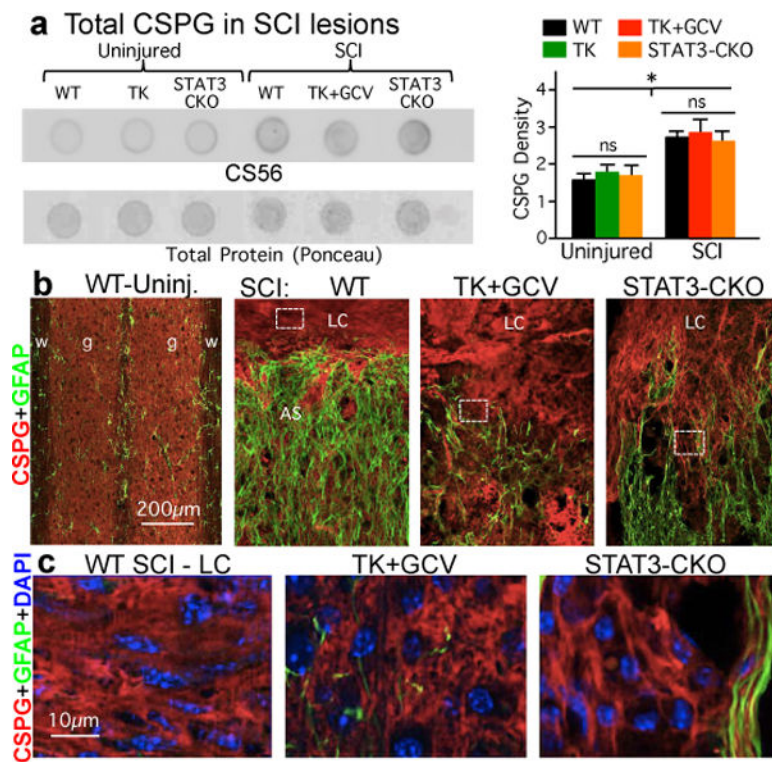 a Total CSPG in SCI lesions
Uninjured SCI
WT TK STAT3 CKO WT TK+GCV STAT3 CKO
CS56
Total Protein (Ponceau)
WT TK+GCV
TK STAT3-CKO
CSPG Density
4
3
2
1
0
*
ns
ns
Uninjured SCI
b WT-Uninj. SCI: WT TK+GCV STAT3-CKO
CSPG+GFAP
w g g w
LC LC LC
AS
200µm
c WT SCI - LC TK+GCV STAT3-CKO
CSPG+GFAP+DAPI
10µm